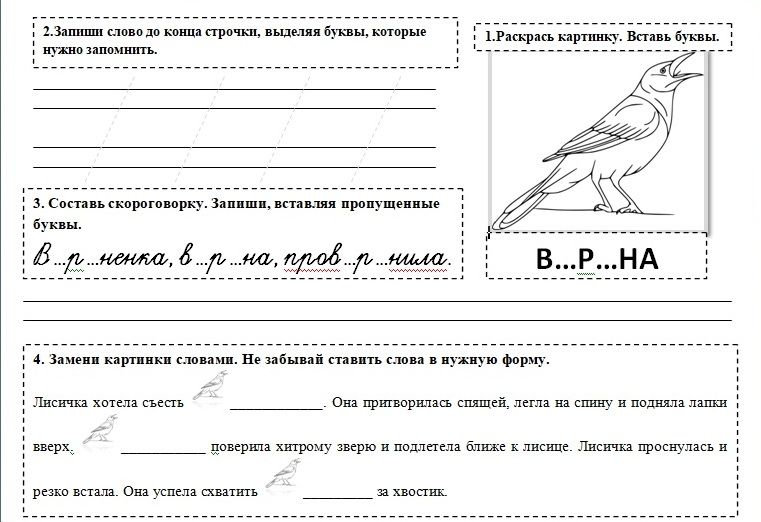 2.Запиши слово до конца строчки, выделяя буквы, которые
нужно запомнить.
1.Раскрась картинку. Вставь буквы.
В...Р...НА
3. Составь скороговорку. Запиши, вставляя пропущенные
буквы.
В ...р ...ненка, в ...р ...на, пров ...р ...нила.
4. Замени картинки словами. Не забывай ставить слова в нужную форму.
Лисичка хотела съесть ____________. Она притворилась спящей, легла на спину и подняла лапки
вверх. ___________ поверила хитрому зверю и подлетела ближе к лисице. Лисичка проснулась и
резко встала. Она успела схватить _________ за хвостик.